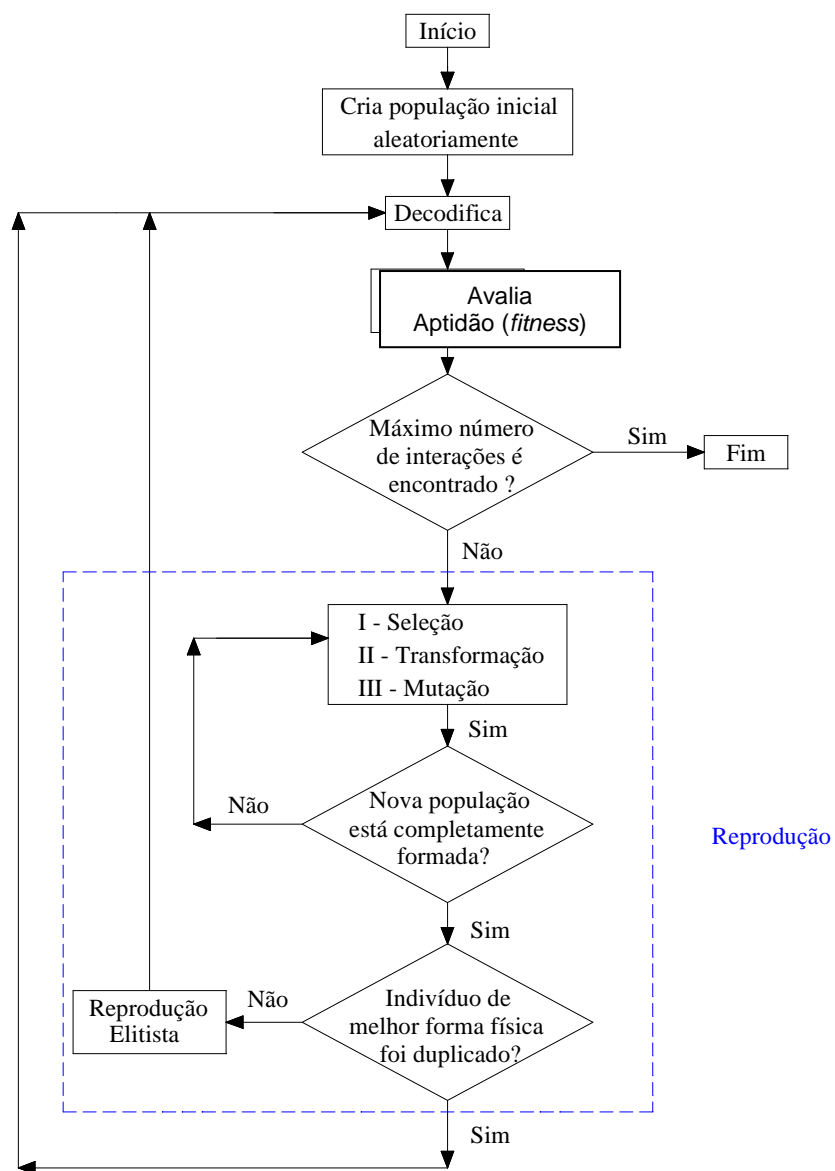 Início
Cria população inicial
aleatoriamente
Decodifica
Avalia
Aptidão (fitness)
Máximo número
de interações é
encontrado ?
Sim
Fim
Não
I - Seleção
II - Transformação
III - Mutação
Sim
Não
Nova população
está completamente
formada?
Reprodução
Sim
Reprodução
Elitista
Não
Indivíduo de
melhor forma física
foi duplicado?
Sim